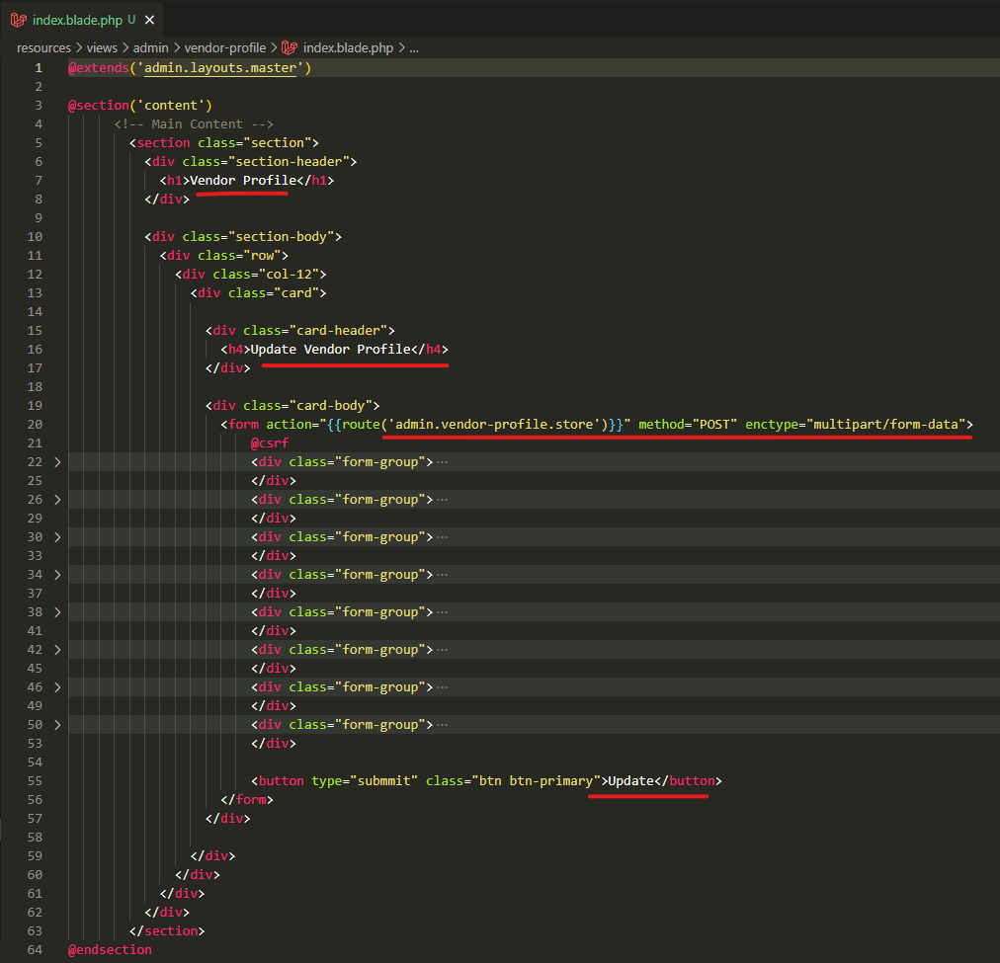 index.blade.php U ×
resources > views > admin > vendor-profile > index.blade.php > ...
1 @extends('admin.layouts.master')
2
3 @section('content')
4 <!-- Main Content -->
5 <section class="section">
6 <div class="section-header">
7 <h1>Vendor Profile</h1>
8 </div>
9
10 <div class="section-body">
11 <div class="row">
12 <div class="col-12">
13 <div class="card">
14
15 <div class="card-header">
16 <h4>Update Vendor Profile</h4>
17 </div>
18
19 <div class="card-body">
20 <form action="{{route('admin.vendor-profile.store')}}" method="POST" enctype="multipart/form-data">
21 @csrf
22 > <div class="form-group">···
25 </div>
26 > <div class="form-group">···
29 </div>
30 > <div class="form-group">···
33 </div>
34 > <div class="form-group">···
37 </div>
38 > <div class="form-group">···
41 </div>
42 > <div class="form-group">···
45 </div>
46 > <div class="form-group">···
49 </div>
50 > <div class="form-group">···
53 </div>
54
55 <button type="submmit" class="btn btn-primary">Update</button>
56 </form>
57 </div>
58
59 </div>
60 </div>
61 </div>
62 </div>
63 </section>
64 @endsection